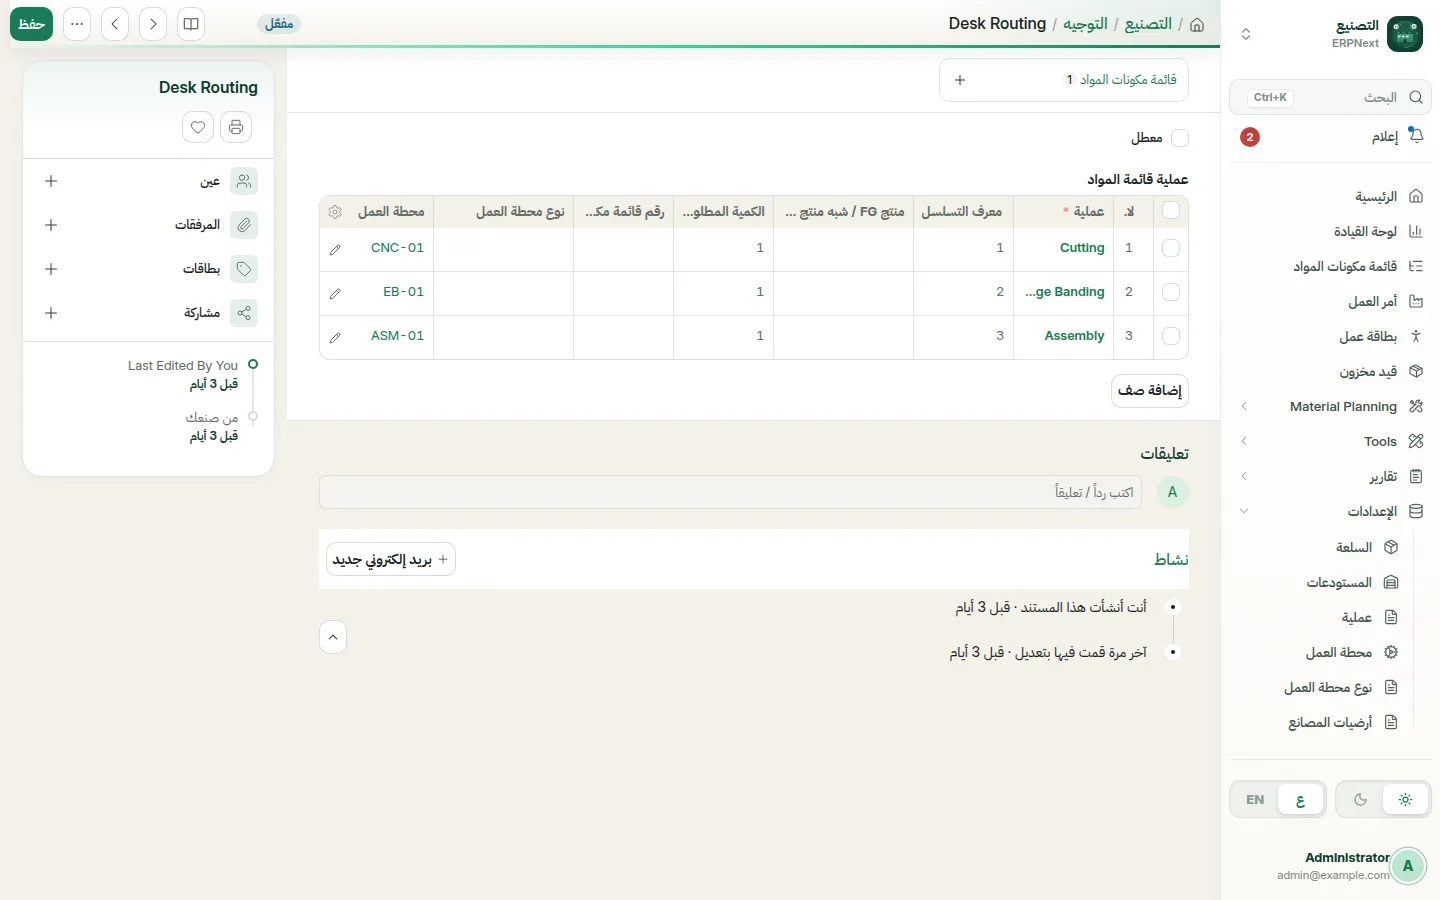 التصنيع
ERPNext
البحث
Ctrl+K
إعلام
2
الرئيسية
لوحة القيادة
قائمة مكونات المواد
أمر العمل
بطاقة عمل
قيد مخزون
Material Planning
Tools
تقارير
الإعدادات
السلعة
المستودعات
عملية
محطة العمل
نوع محطة العمل
أرضيات المصانع
ع
EN
Administrator
admin@example.com
A
التصنيع / التوجيه / Desk Routing
مفعّل
حفظ
قائمة مكونات المواد 1
معطل
عملية قائمة المواد
لا.
عملية *
معرف التسلسل
منتج FG / شبه منتج ...
الكمية المطلو...
رقم قائمة مك...
نوع محطة العمل
محطة العمل
1 Cutting 1 1 CNC-01
2 ...ge Banding 2 1 EB-01
3 Assembly 3 1 ASM-01
إضافة صف
تعليقات
A
اكتب رداً / تعليقاً
نشاط
بريد إلكتروني جديد
أنت أنشأت هذا المستند · قبل 3 أيام
آخر مرة قمت فيها بتعديل · قبل 3 أيام
Desk Routing
عين
المرفقات
بطاقات
مشاركة
Last Edited By You
قبل 3 أيام
من صنعك
قبل 3 أيام